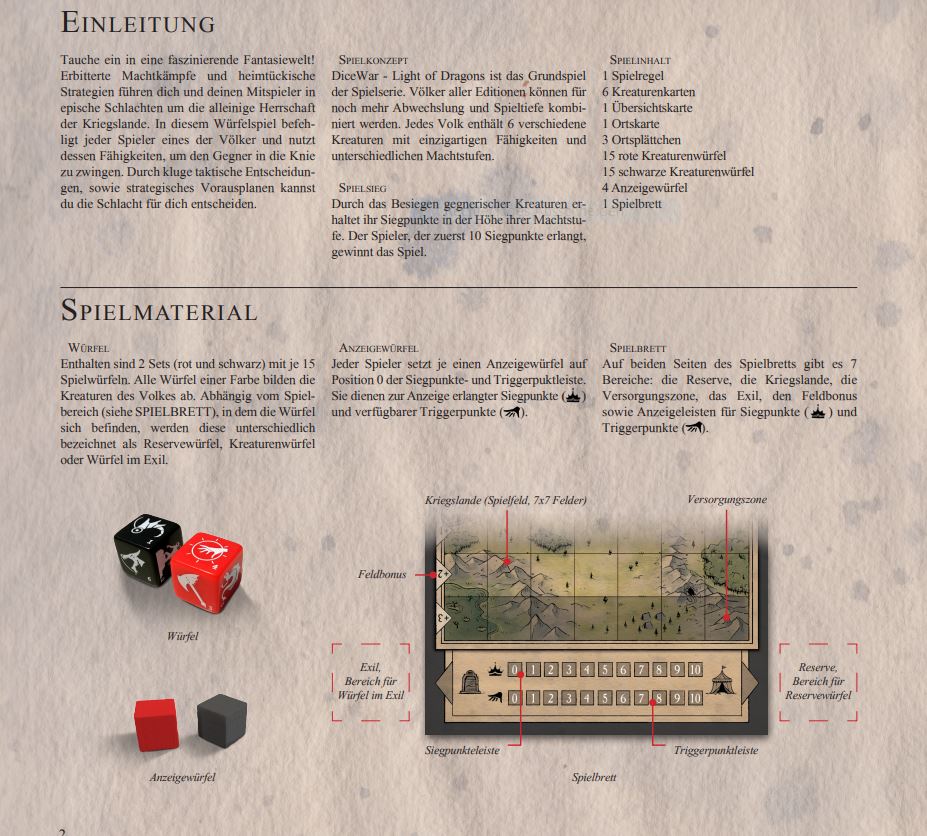 Einleitung
Tauche ein in eine faszinierende Fantasiewelt!
Erbitterte Machtkämpfe und heimtückische
Strategien führen dich und deinen Mitspieler in
epische Schlachten um die alleinige Herrschaft
der Kriegslande. In diesem Würfelspiel befeh-
ligt jeder Spieler eines der Völker und nutzt
dessen Fähigkeiten, um den Gegner in die Knie
zu zwingen. Durch kluge taktische Entscheidun-
gen, sowie strategisches Vorausplanen kannst
du die Schlacht für dich entscheiden.
Spielkonzept
DiceWar - Light of Dragons ist das Grundspiel
der Spielserie. Völker aller Editionen können für
noch mehr Abwechslung und Spieltiefe kombi-
niert werden. Jedes Volk enthält 6 verschiedene
Kreaturen mit einzigartigen Fähigkeiten und
unterschiedlichen Machtstufen.
Spielsieg
Durch das Besiegen gegnerischer Kreaturen er-
haltet ihr Siegpunkte in der Höhe ihrer Machtstu-
fe. Der Spieler, der zuerst 10 Siegpunkte erlangt,
gewinnt das Spiel.
Spielinhalt
1 Spielregel
6 Kreaturenkarten
1 Übersichtskarte
1 Ortskarte
3 Ortsplättchen
15 rote Kreaturenwürfel
15 schwarze Kreaturenwürfel
4 Anzeigewürfel
1 Spielbrett
Spielmaterial
Würfel
Enthalten sind 2 Sets (rot und schwarz) mit je 15
Spielwürfeln. Alle Würfel einer Farbe bilden die
Kreaturen des Volkes ab. Abhängig vom Spiel-
bereich (siehe SPIELBRETT), in dem die Würfel
sich befinden, werden diese unterschiedlich
bezeichnet als Reservewürfel, Kreaturenwürfel
oder Würfel im Exil.
Anzeigewürfel
Jeder Spieler setzt je einen Anzeigewürfel auf
Position 0 der Siegpunkte- und Triggerpuktleiste.
Sie dienen zur Anzeige erlangter Siegpunkte ( )
und verfügbarer Triggerpunkte ( ).
Spielbrett
Auf beiden Seiten des Spielbretts gibt es 7
Bereiche: die Reserve, die Kriegslande, die
Versorgungszone, das Exil, den Feldbonus
sowie Anzeigeleisten für Siegpunkte ( ) und
Triggerpunkte ( ).
Würfel
Anzeigewürfel
Kriegslande (Spielfeld, 7x7 Felder)
Versorgungszone
Feldbonus
+2
+3
Exil,
Bereich für
Würfel im Exil
0 1 2 3 4 5 6 7 8 9 10
0 1 2 3 4 5 6 7 8 9 10
Reserve,
Bereich für
Reservewürfel
Siegpunkteleiste
Triggerpunktleiste
Spielbrett
2